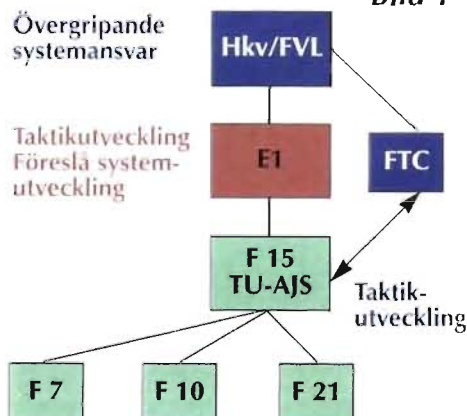 Bild 1
Övergripande
systemansvar
Hkv/FVL
Taktikutveckling
Föreslå system-
utveckling
E1
FTC
F 15
TU-AJS
Taktik-
utveckling
F 7
F 10
F 21